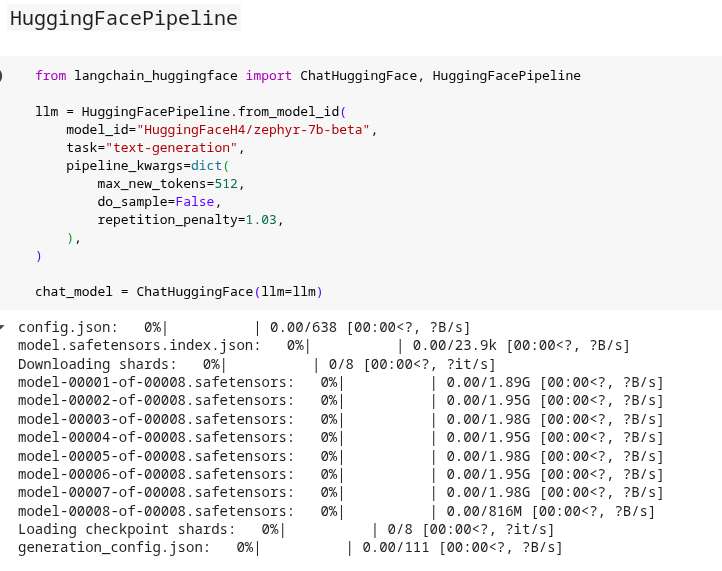 HuggingFacePipeline
from langchain_huggingface import ChatHuggingFace, HuggingFacePipeline
llm = HuggingFacePipeline.from_model_id(
    model_id="HuggingFaceH4/zephyr-7b-beta",
    task="text-generation",
    pipeline_kwargs=dict(
        max_new_tokens=512,
        do_sample=False,
        repetition_penalty=1.03,
    ),
)
chat_model = ChatHuggingFace(llm=llm)
config.json:   0%|          | 0.00/638 [00:00<?, ?B/s]
model.safetensors.index.json:   0%|          | 0.00/23.9k [00:00<?, ?B/s]
Downloading shards:   0%|          | 0/8 [00:00<?, ?it/s]
model-00001-of-00008.safetensors:   0%|          | 0.00/1.89G [00:00<?, ?B/s]
model-00002-of-00008.safetensors:   0%|          | 0.00/1.95G [00:00<?, ?B/s]
model-00003-of-00008.safetensors:   0%|          | 0.00/1.98G [00:00<?, ?B/s]
model-00004-of-00008.safetensors:   0%|          | 0.00/1.95G [00:00<?, ?B/s]
model-00005-of-00008.safetensors:   0%|          | 0.00/1.98G [00:00<?, ?B/s]
model-00006-of-00008.safetensors:   0%|          | 0.00/1.95G [00:00<?, ?B/s]
model-00007-of-00008.safetensors:   0%|          | 0.00/1.98G [00:00<?, ?B/s]
model-00008-of-00008.safetensors:   0%|          | 0.00/816M [00:00<?, ?B/s]
Loading checkpoint shards:   0%|          | 0/8 [00:00<?, ?it/s]
generation_config.json:   0%|          | 0.00/111 [00:00<?, ?B/s]